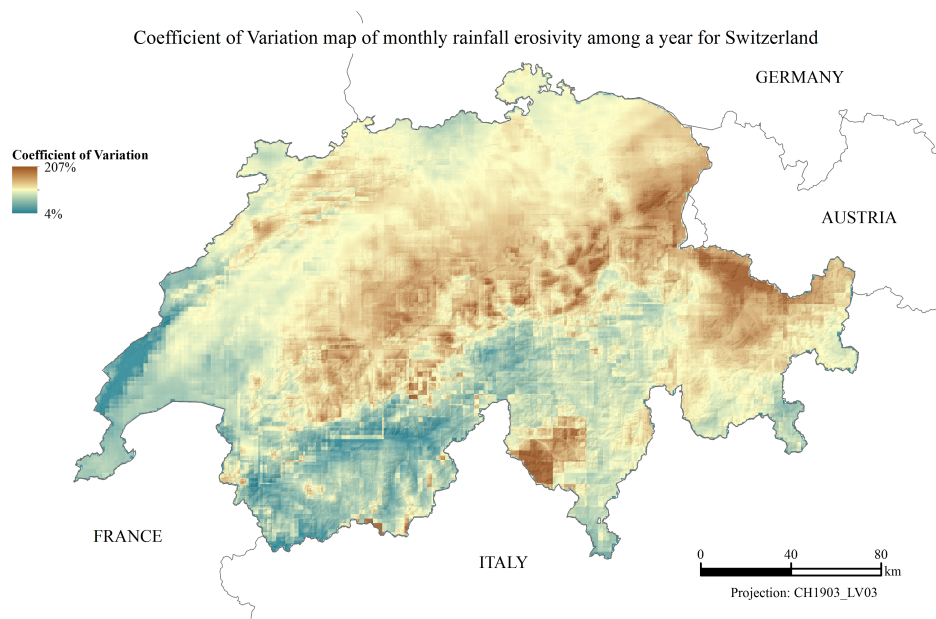 Coefficient of Variation map of monthly rainfall erosivity among a year for Switzerland
GERMANY
Coefficient of Variation
207%
4%
AUSTRIA
FRANCE
ITALY
0 40 80
km
Projection: CH1903_LV03